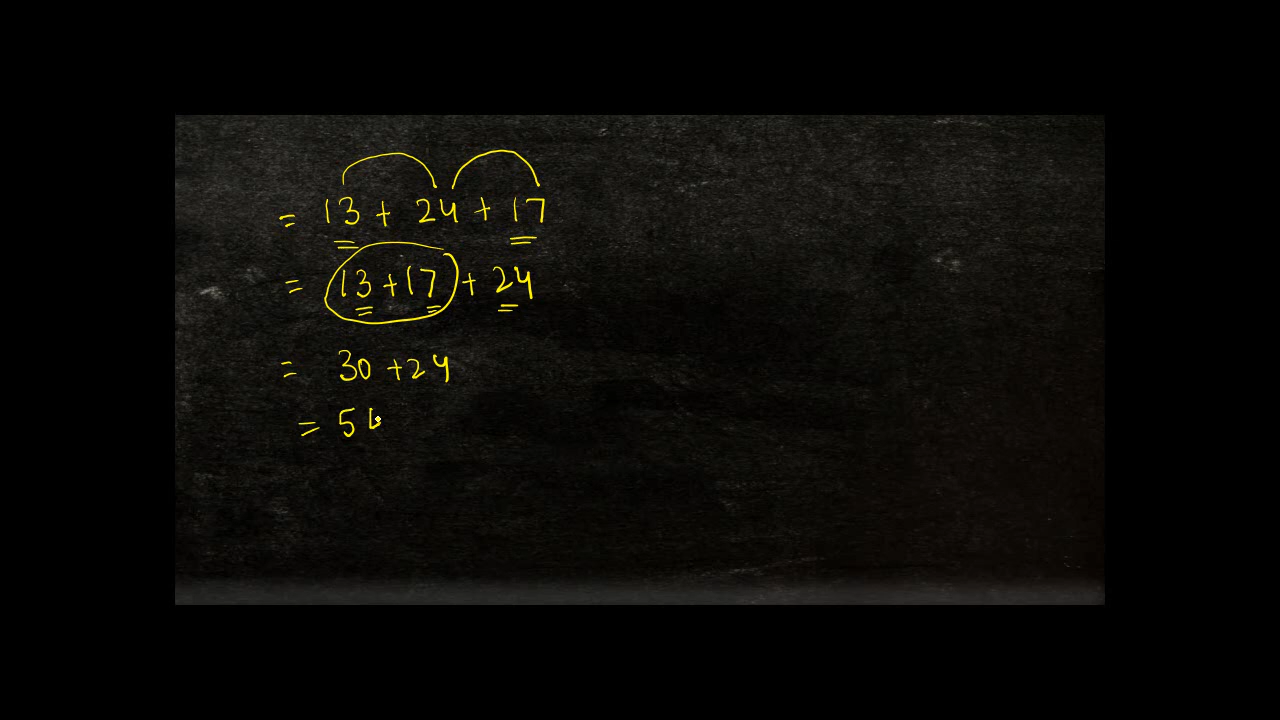 = 13 + 24 + 17
= 13 + 17 + 24
= 30 + 24
= 5